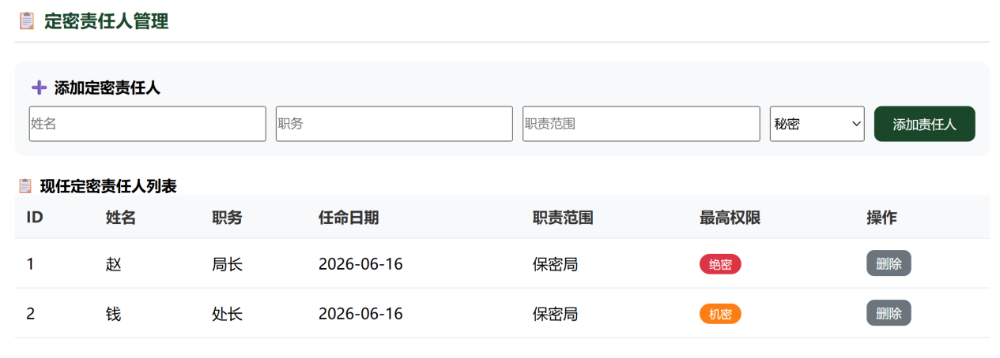 定密责任人管理
添加定密责任人
姓名 职务 职责范围 秘密 添加责任人
现任定密责任人列表
ID 姓名 职务 任命日期 职责范围 最高权限 操作
1 赵 局长 2026-06-16 保密局 绝密 删除
2 钱 处长 2026-06-16 保密局 机密 删除